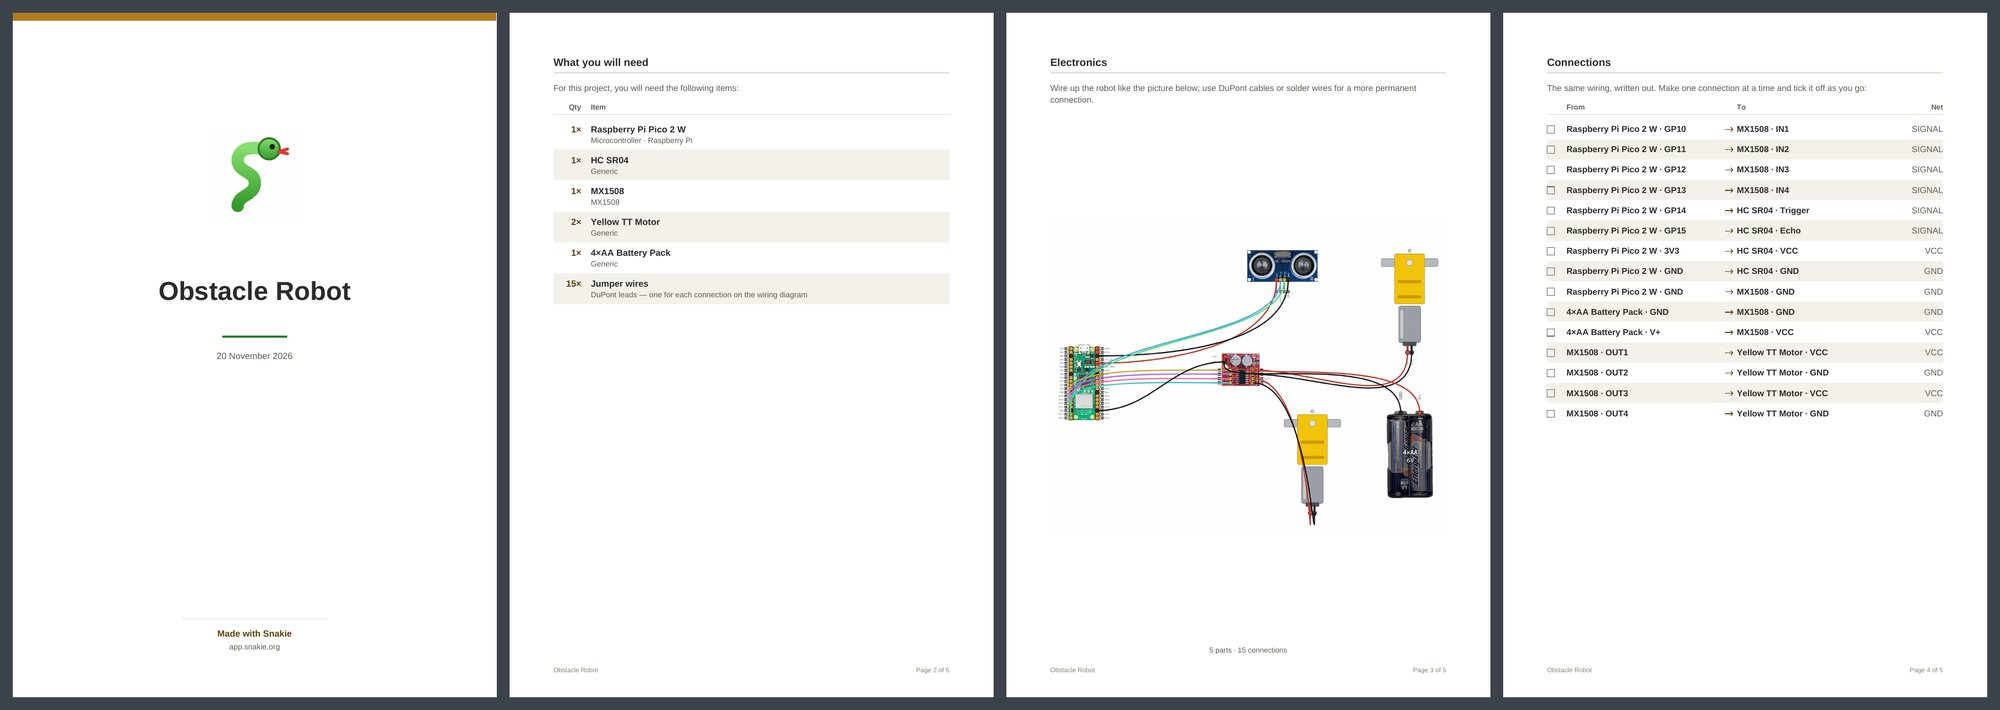 Obstacle Robot
20 November 2026
Made with Snakie
app.snakie.org
What you will need
For this project, you will need the following items:
Qty Item
1× Raspberry Pi Pico 2 W
Microcontroller · Raspberry Pi
1× HC SR04
Generic
1× MX1508
MX1508
2× Yellow TT Motor
Generic
1× 4×AA Battery Pack
Generic
15× Jumper wires
DuPont leads — one for each connection on the wiring diagram
Obstacle Robot Page 2 of 5
Electronics
Wire up the robot like the picture below; use DuPont cables or solder wires for a more permanent
connection.
HC-SR04
4×AA
6V
5 parts · 15 connections
Obstacle Robot Page 3 of 5
Connections
The same wiring, written out. Make one connection at a time and tick it off as you go:
From To Net
Raspberry Pi Pico 2 W · GP10 → MX1508 · IN1 SIGNAL
Raspberry Pi Pico 2 W · GP11 → MX1508 · IN2 SIGNAL
Raspberry Pi Pico 2 W · GP12 → MX1508 · IN3 SIGNAL
Raspberry Pi Pico 2 W · GP13 → MX1508 · IN4 SIGNAL
Raspberry Pi Pico 2 W · GP14 → HC SR04 · Trigger SIGNAL
Raspberry Pi Pico 2 W · GP15 → HC SR04 · Echo SIGNAL
Raspberry Pi Pico 2 W · 3V3 → HC SR04 · VCC VCC
Raspberry Pi Pico 2 W · GND → HC SR04 · GND GND
Raspberry Pi Pico 2 W · GND → MX1508 · GND GND
4×AA Battery Pack · GND → MX1508 · GND GND
4×AA Battery Pack · V+ → MX1508 · VCC VCC
MX1508 · OUT1 → Yellow TT Motor · VCC VCC
MX1508 · OUT2 → Yellow TT Motor · GND GND
MX1508 · OUT3 → Yellow TT Motor · VCC VCC
MX1508 · OUT4 → Yellow TT Motor · GND GND
Obstacle Robot Page 4 of 5